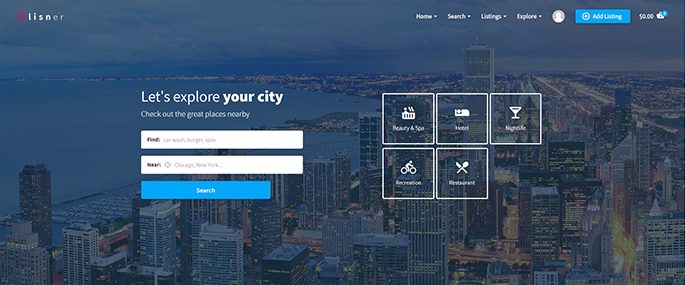 lisner
Home Search Listings Explore Add Listing $0.00 0
Let's explore your city
Check out the great places nearby
Find: car wash, burger, spas
Near: Chicago, New York...
Search
Beauty & Spa Hotel Nightlife
Recreation Restaurant